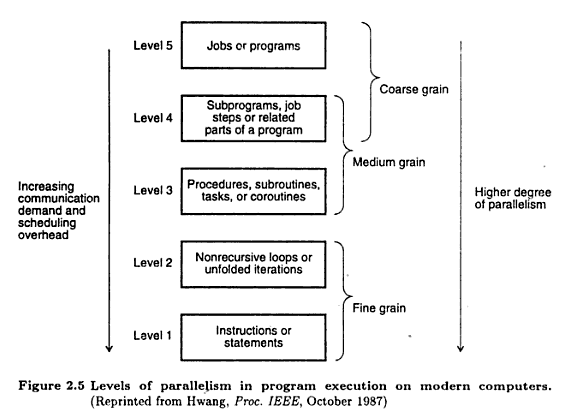 Level 5
Jobs or programs
Coarse grain
Level 4
Subprograms, job
steps or related
parts of a program
Medium grain
Increasing
communication
demand and
scheduling
overhead
Level 3
Procedures, subroutines,
tasks, or coroutines
Higher degree
of parallelism
Level 2
Nonrecursive loops or
unfolded iterations
Fine grain
Level 1
Instructions or
statements
Figure 2.5 Levels of parallelism in program execution on modern computers.
(Reprinted from Hwang, Proc. IEEE, October 1987)